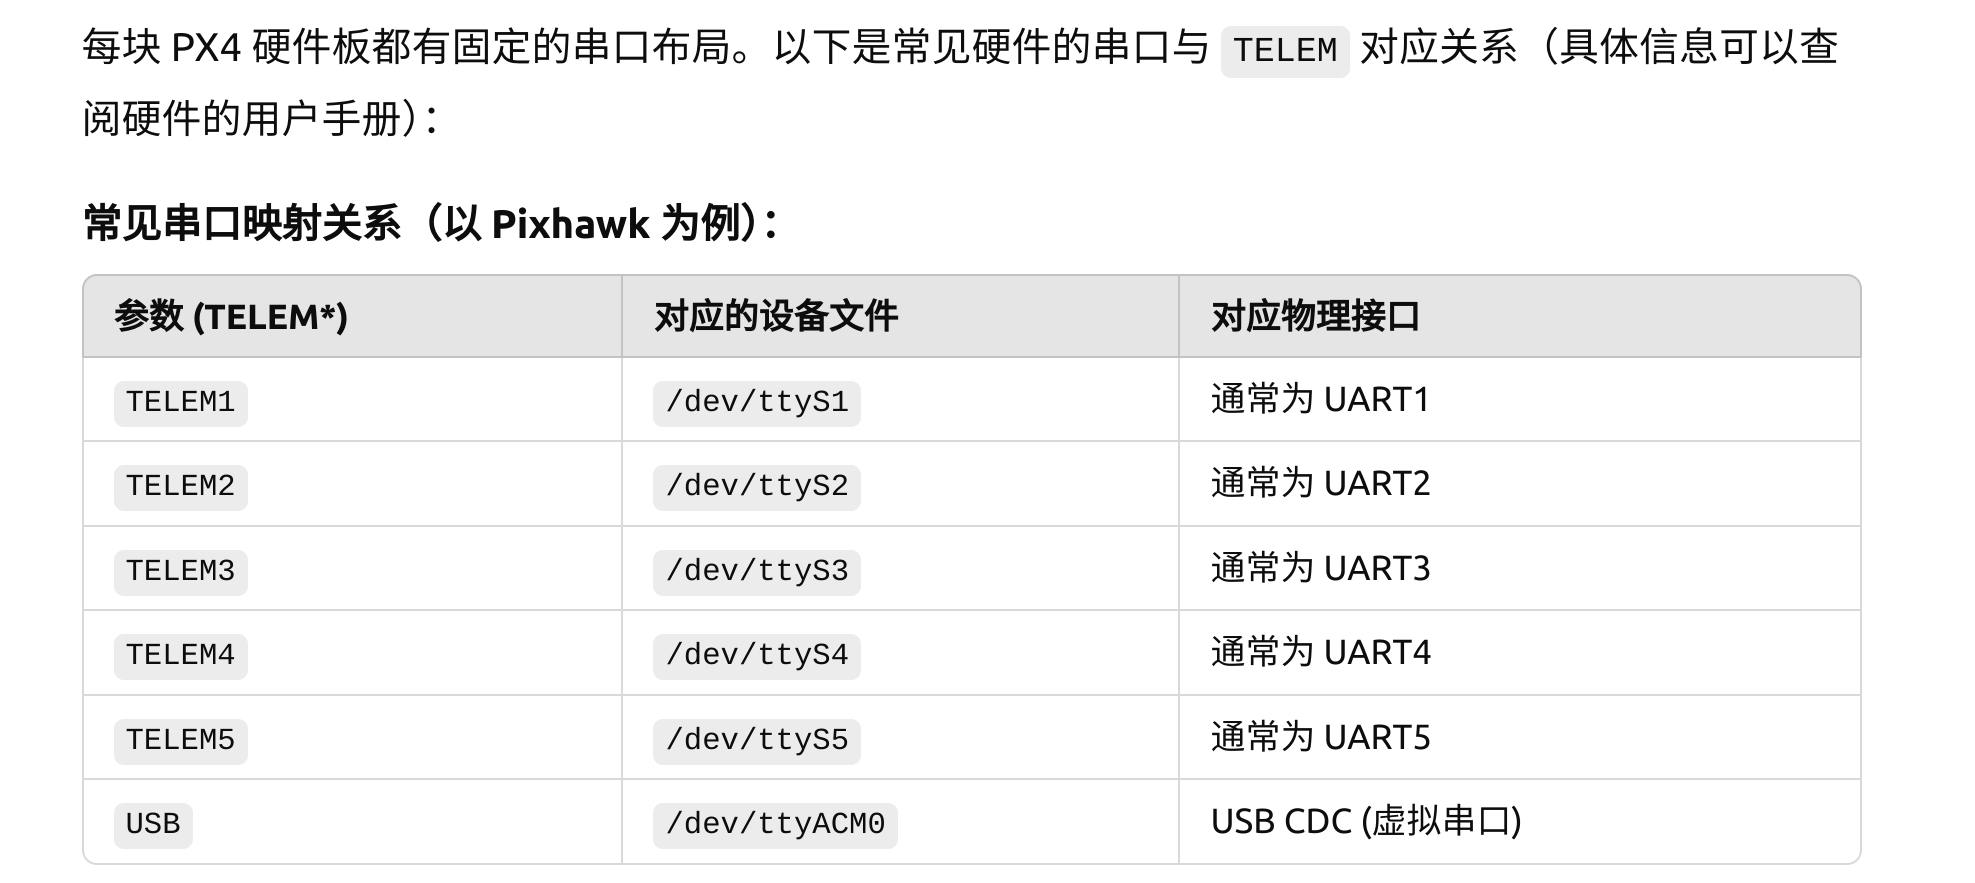 每块 PX4 硬件板都有固定的串口布局。以下是常见硬件的串口与 TELEM 对应关系（具体信息可以查
阅硬件的用户手册）：
常见串口映射关系（以 Pixhawk 为例）：
参数 (TELEM*) 对应的设备文件 对应物理接口
TELEM1 /dev/ttyS1 通常为 UART1
TELEM2 /dev/ttyS2 通常为 UART2
TELEM3 /dev/ttyS3 通常为 UART3
TELEM4 /dev/ttyS4 通常为 UART4
TELEM5 /dev/ttyS5 通常为 UART5
USB /dev/ttyACM0 USB CDC (虚拟串口)